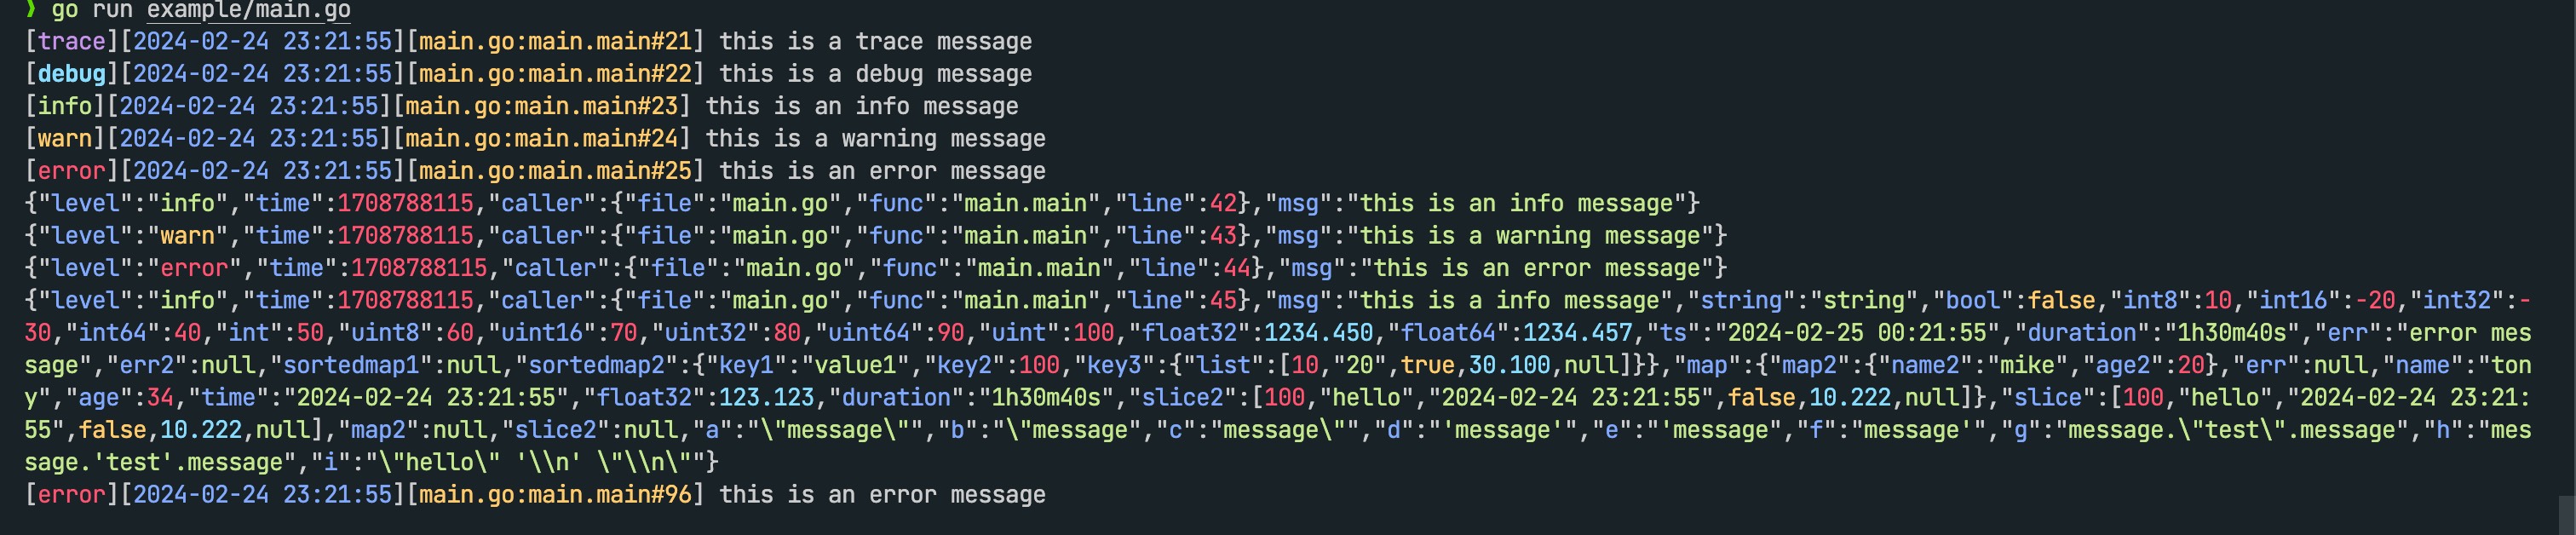 ❯ go run example/main.go
[trace][2024-02-24 23:21:55][main.go:main.main#21] this is a trace message
[debug][2024-02-24 23:21:55][main.go:main.main#22] this is a debug message
[info][2024-02-24 23:21:55][main.go:main.main#23] this is an info message
[warn][2024-02-24 23:21:55][main.go:main.main#24] this is a warning message
[error][2024-02-24 23:21:55][main.go:main.main#25] this is an error message
{"level":"info","time":1708788115,"caller":{"file":"main.go","func":"main.main","line":42},"msg":"this is an info message"}
{"level":"warn","time":1708788115,"caller":{"file":"main.go","func":"main.main","line":43},"msg":"this is a warning message"}
{"level":"error","time":1708788115,"caller":{"file":"main.go","func":"main.main","line":44},"msg":"this is an error message"}
{"level":"info","time":1708788115,"caller":{"file":"main.go","func":"main.main","line":45},"msg":"this is a info message","string":"string","bool":false,"int8":10,"int16":-20,"int32":-
30,"int64":40,"int":50,"uint8":60,"uint16":70,"uint32":80,"uint64":90,"uint":100,"float32":1234.450,"float64":1234.457,"ts":"2024-02-25 00:21:55","duration":"1h30m40s","err":"error mes
sage","err2":null,"sortedmap1":null,"sortedmap2":{"key1":"value1","key2":100,"key3":{"list":[10,"20",true,30.100,null]}},"map":{"map2":{"name2":"mike","age2":20},"err":null,"name":"ton
y","age":34,"time":"2024-02-24 23:21:55","float32":123.123,"duration":"1h30m40s","slice2":[100,"hello","2024-02-24 23:21:55",false,10.222,null]},"slice":[100,"hello","2024-02-24 23:21:
55",false,10.222,null],"map2":null,"slice2":null,"a":"\"message\"","b":"\"message","c":"message\"","d":"'message'","e":"'message","f":"message'","g":"message.\"test\".message","h":"mes
sage.'test'.message","i":"\"hello\" '\\n' \"\\n\""}
[error][2024-02-24 23:21:55][main.go:main.main#96] this is an error message